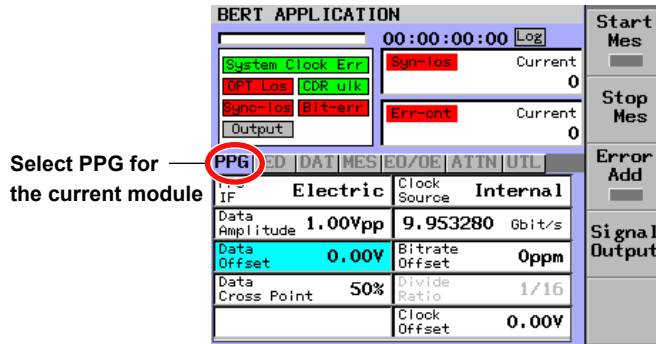 BERT APPLICATION
00:00:00:00 Log
System Clock Err
OPT Los CDR ulk
Sync-los Bit-err
Output
Syn-los Current
0
Err-cnt Current
0
Start
Mes
Stop
Mes
Error
Add
Signal
Output
Select PPG for
the current module
PPG ED DAT MES EO/OE ATTN UTL
IF Electric
Clock
Source Internal
Data
Amplitude 1.00Vpp
9.953280 Gbit/s
Data
Offset 0.00V
Bitrate
Offset 0ppm
Data
Cross Point 50%
Divide
Ratio 1/16
Clock
Offset 0.00V